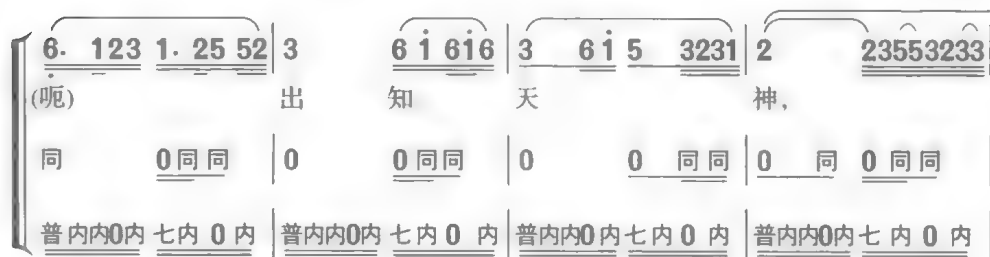 6. 123 1. 25 52 | 3 6 i 6i6 | 3 6i 5 3231 | 2 23553233
(呃) 出 知 天 神，
同 0同同 | 0 0同同 | 0 0 同同 | 0 同 0 同同
普内内0内 七内 0 内 | 普内内0内 七内 0 内 | 普内内0内 七内 0 内 | 普内内0内 七内 0 内